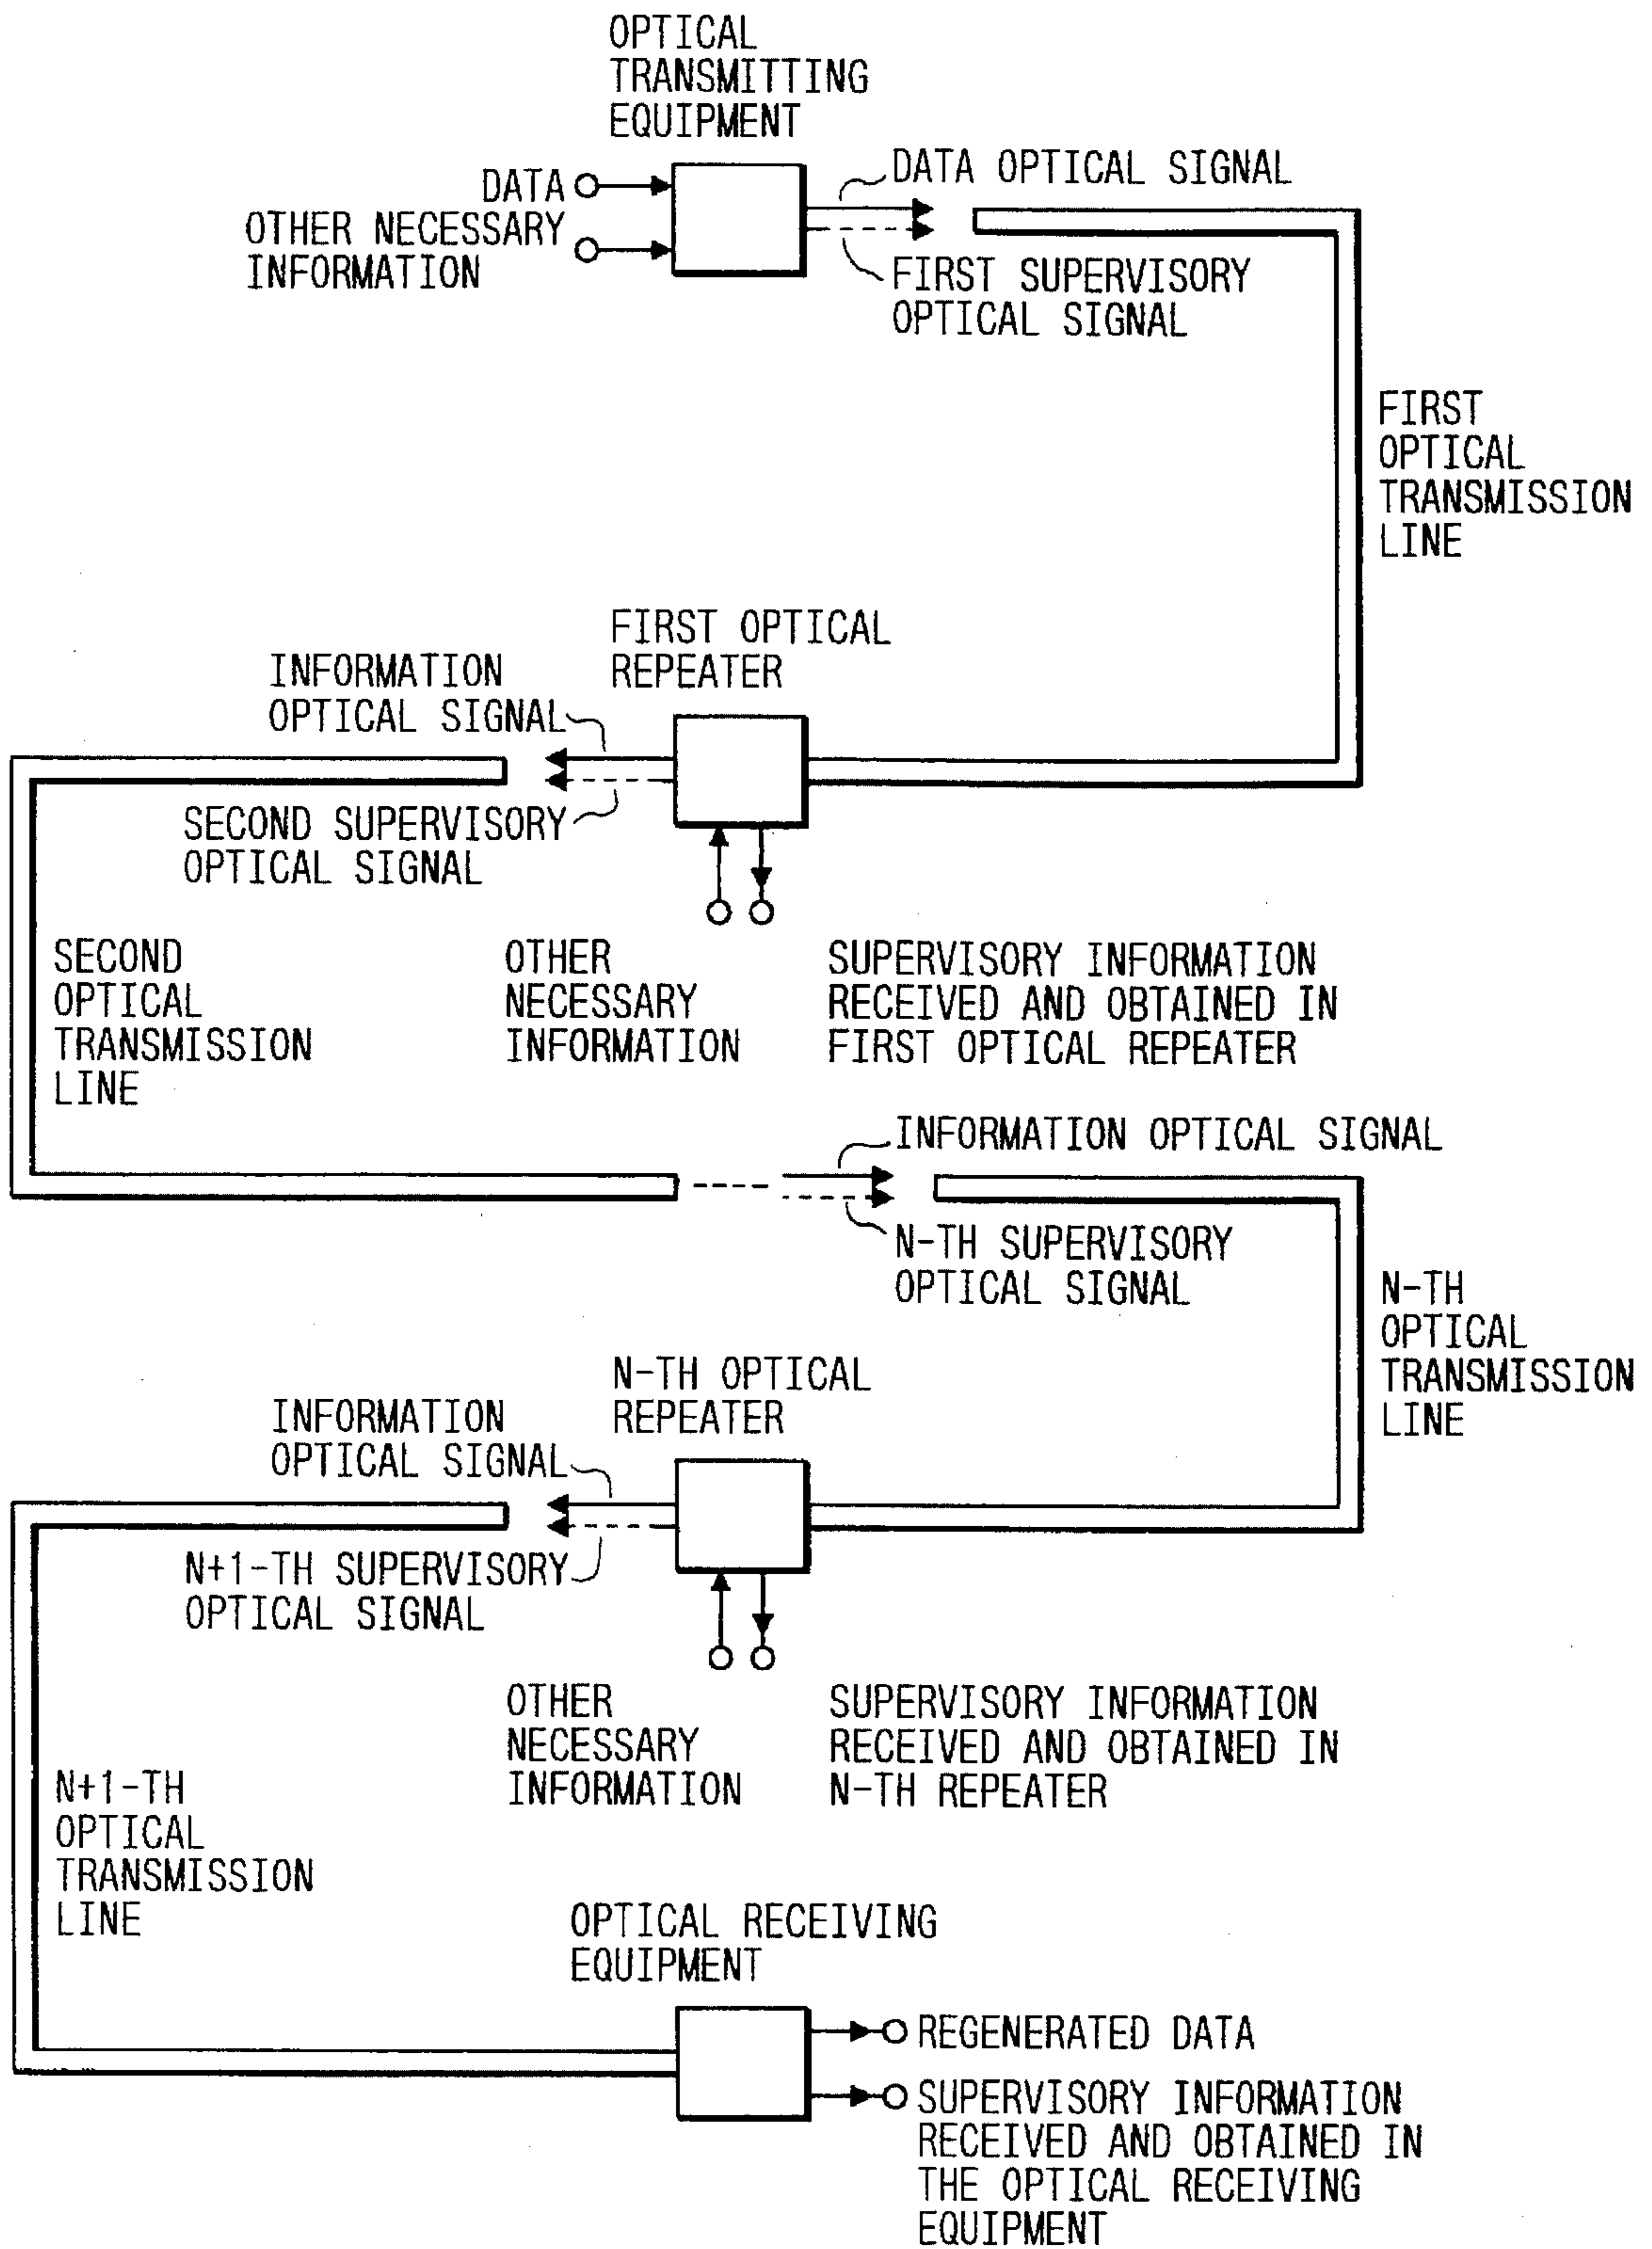 OPTICAL
TRANSMITTING
EQUIPMENT
DATA
OTHER NECESSARY
INFORMATION
DATA OPTICAL SIGNAL
FIRST SUPERVISORY
OPTICAL SIGNAL
FIRST
OPTICAL
TRANSMISSION
LINE
FIRST OPTICAL
REPEATER
INFORMATION
OPTICAL SIGNAL
SECOND SUPERVISORY
OPTICAL SIGNAL
SECOND
OPTICAL
TRANSMISSION
LINE
OTHER
NECESSARY
INFORMATION
SUPERVISORY INFORMATION
RECEIVED AND OBTAINED IN
FIRST OPTICAL REPEATER
INFORMATION OPTICAL SIGNAL
N-TH SUPERVISORY
OPTICAL SIGNAL
N-TH
OPTICAL
TRANSMISSION
LINE
N-TH OPTICAL
REPEATER
INFORMATION
OPTICAL SIGNAL
N+1-TH SUPERVISORY
OPTICAL SIGNAL
OTHER
NECESSARY
INFORMATION
SUPERVISORY INFORMATION
RECEIVED AND OBTAINED IN
N-TH REPEATER
N+1-TH
OPTICAL
TRANSMISSION
LINE
OPTICAL RECEIVING
EQUIPMENT
REGENERATED DATA
SUPERVISORY INFORMATION
RECEIVED AND OBTAINED IN
THE OPTICAL RECEIVING
EQUIPMENT